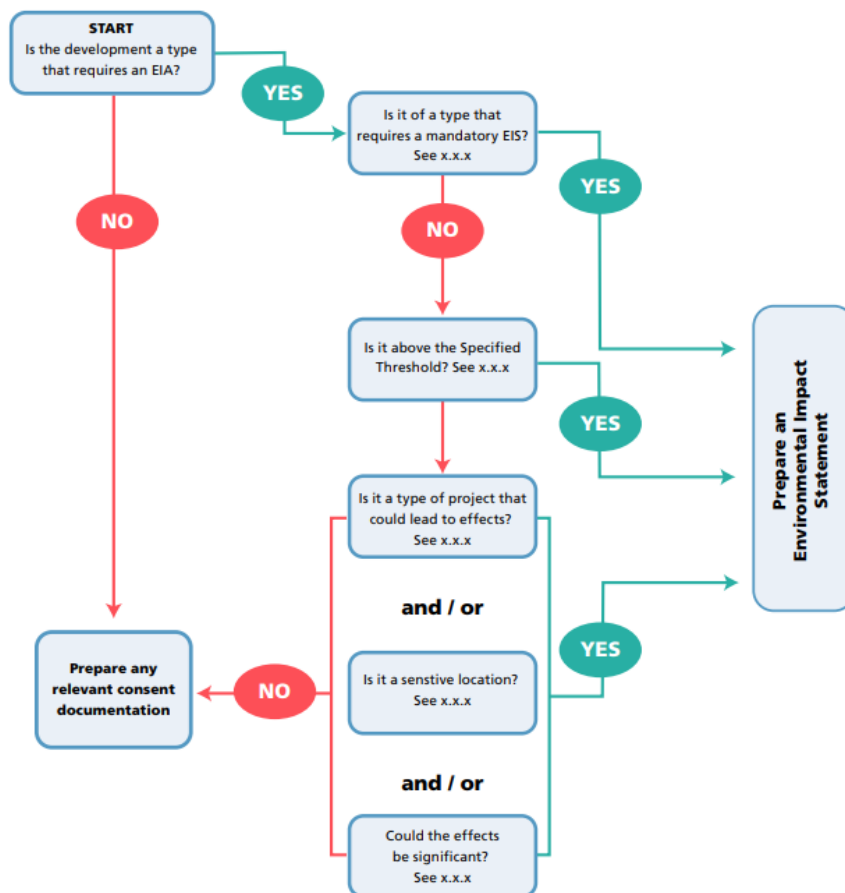 START
Is the development a type
that requires an EIA?
YES
Is it of a type that
requires a mandatory EIS?
See x.x.x
YES
NO
NO
Is it above the Specified
Threshold? See x.x.x
YES
Prepare an
Environmental Impact
Statement
Is it a type of project that
could lead to effects?
See x.x.x
and / or
YES
Prepare any
relevant consent
documentation
NO
Is it a senstive location?
See x.x.x
and / or
Could the effects
be significant?
See x.x.x